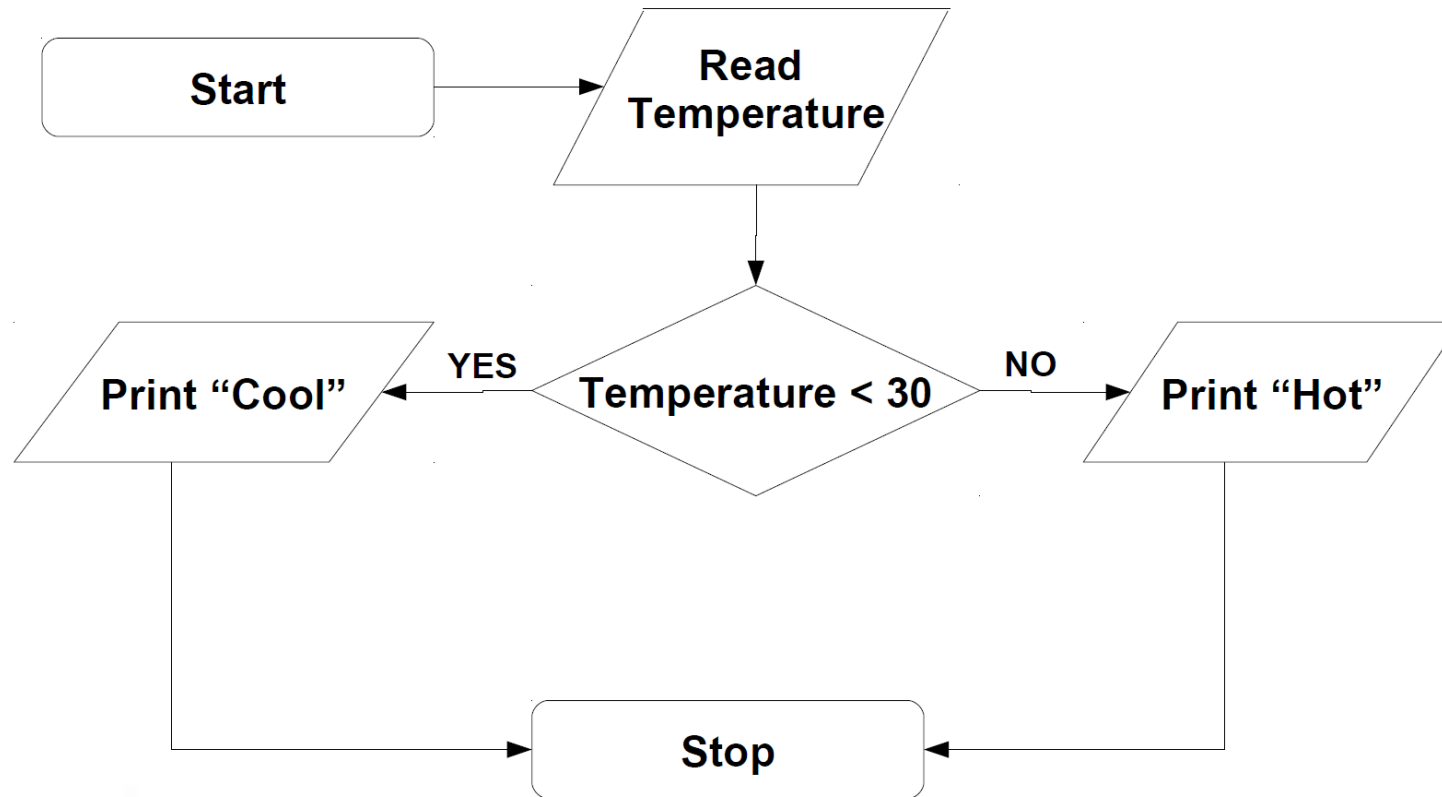 Start
Read
Temperature
YES
NO
Print “Cool”
Temperature < 30
Print “Hot”
Stop